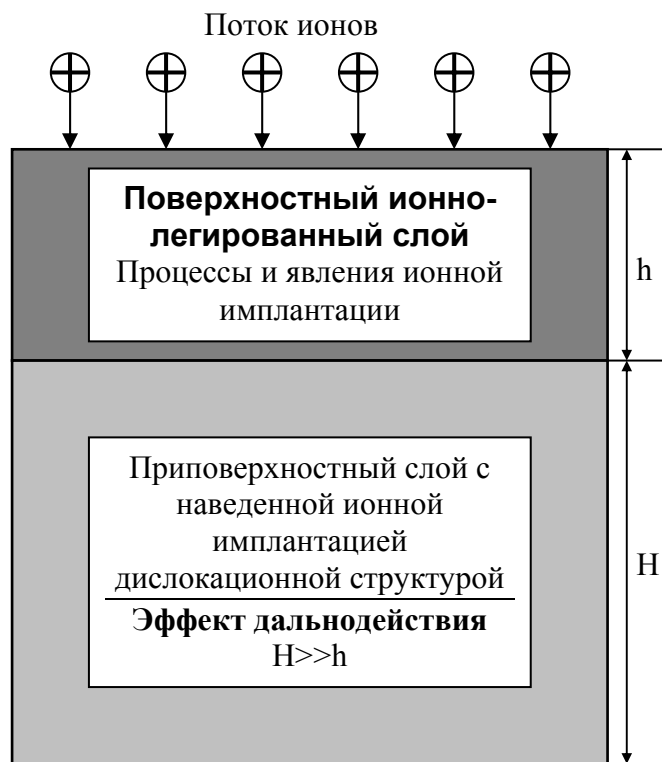 Поток ионов
Поверхностный ионно-
легированный слой
Процессы и явления ионной
имплантации
h
Приповерхностный слой с
наведенной ионной
имплантацией
дислокационной структурой
Эффект дальнодействия
H>>h
H